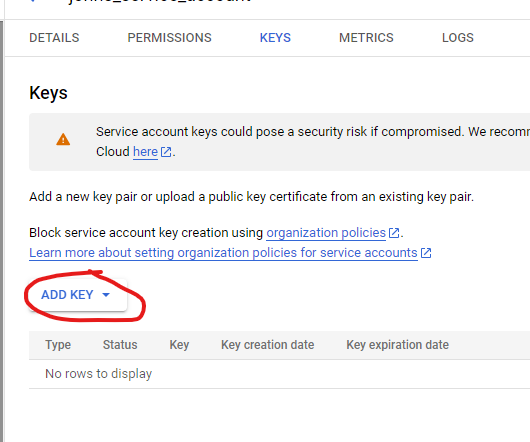 DETAILS PERMISSIONS KEYS METRICS LOGS
Keys
Service account keys could pose a security risk if compromised. We
Cloud here.
Add a new key pair or upload a public key certificate from an existing key pair.
Block service account key creation using organization policies.
Learn more about setting organization policies for service accounts
ADD KEY
Type Status Key Key creation date Key expiration date
No rows to display